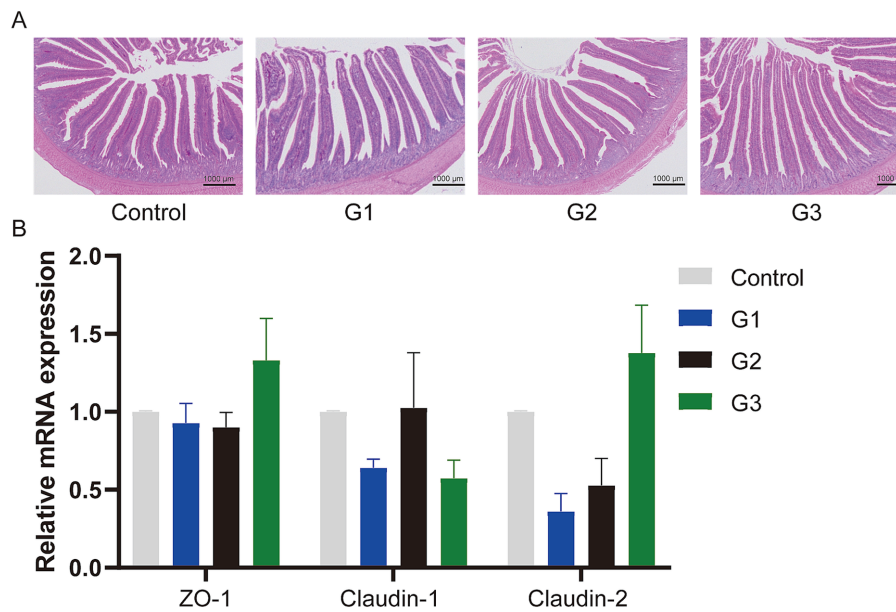 A
1000 μm
1000 μm
1000 μm
1000
Control
G1
G2
G3
B
Relative mRNA expression
2.0
1.5
1.0
0.5
0.0
ZO-1
Claudin-1
Claudin-2
Control
G1
G2
G3